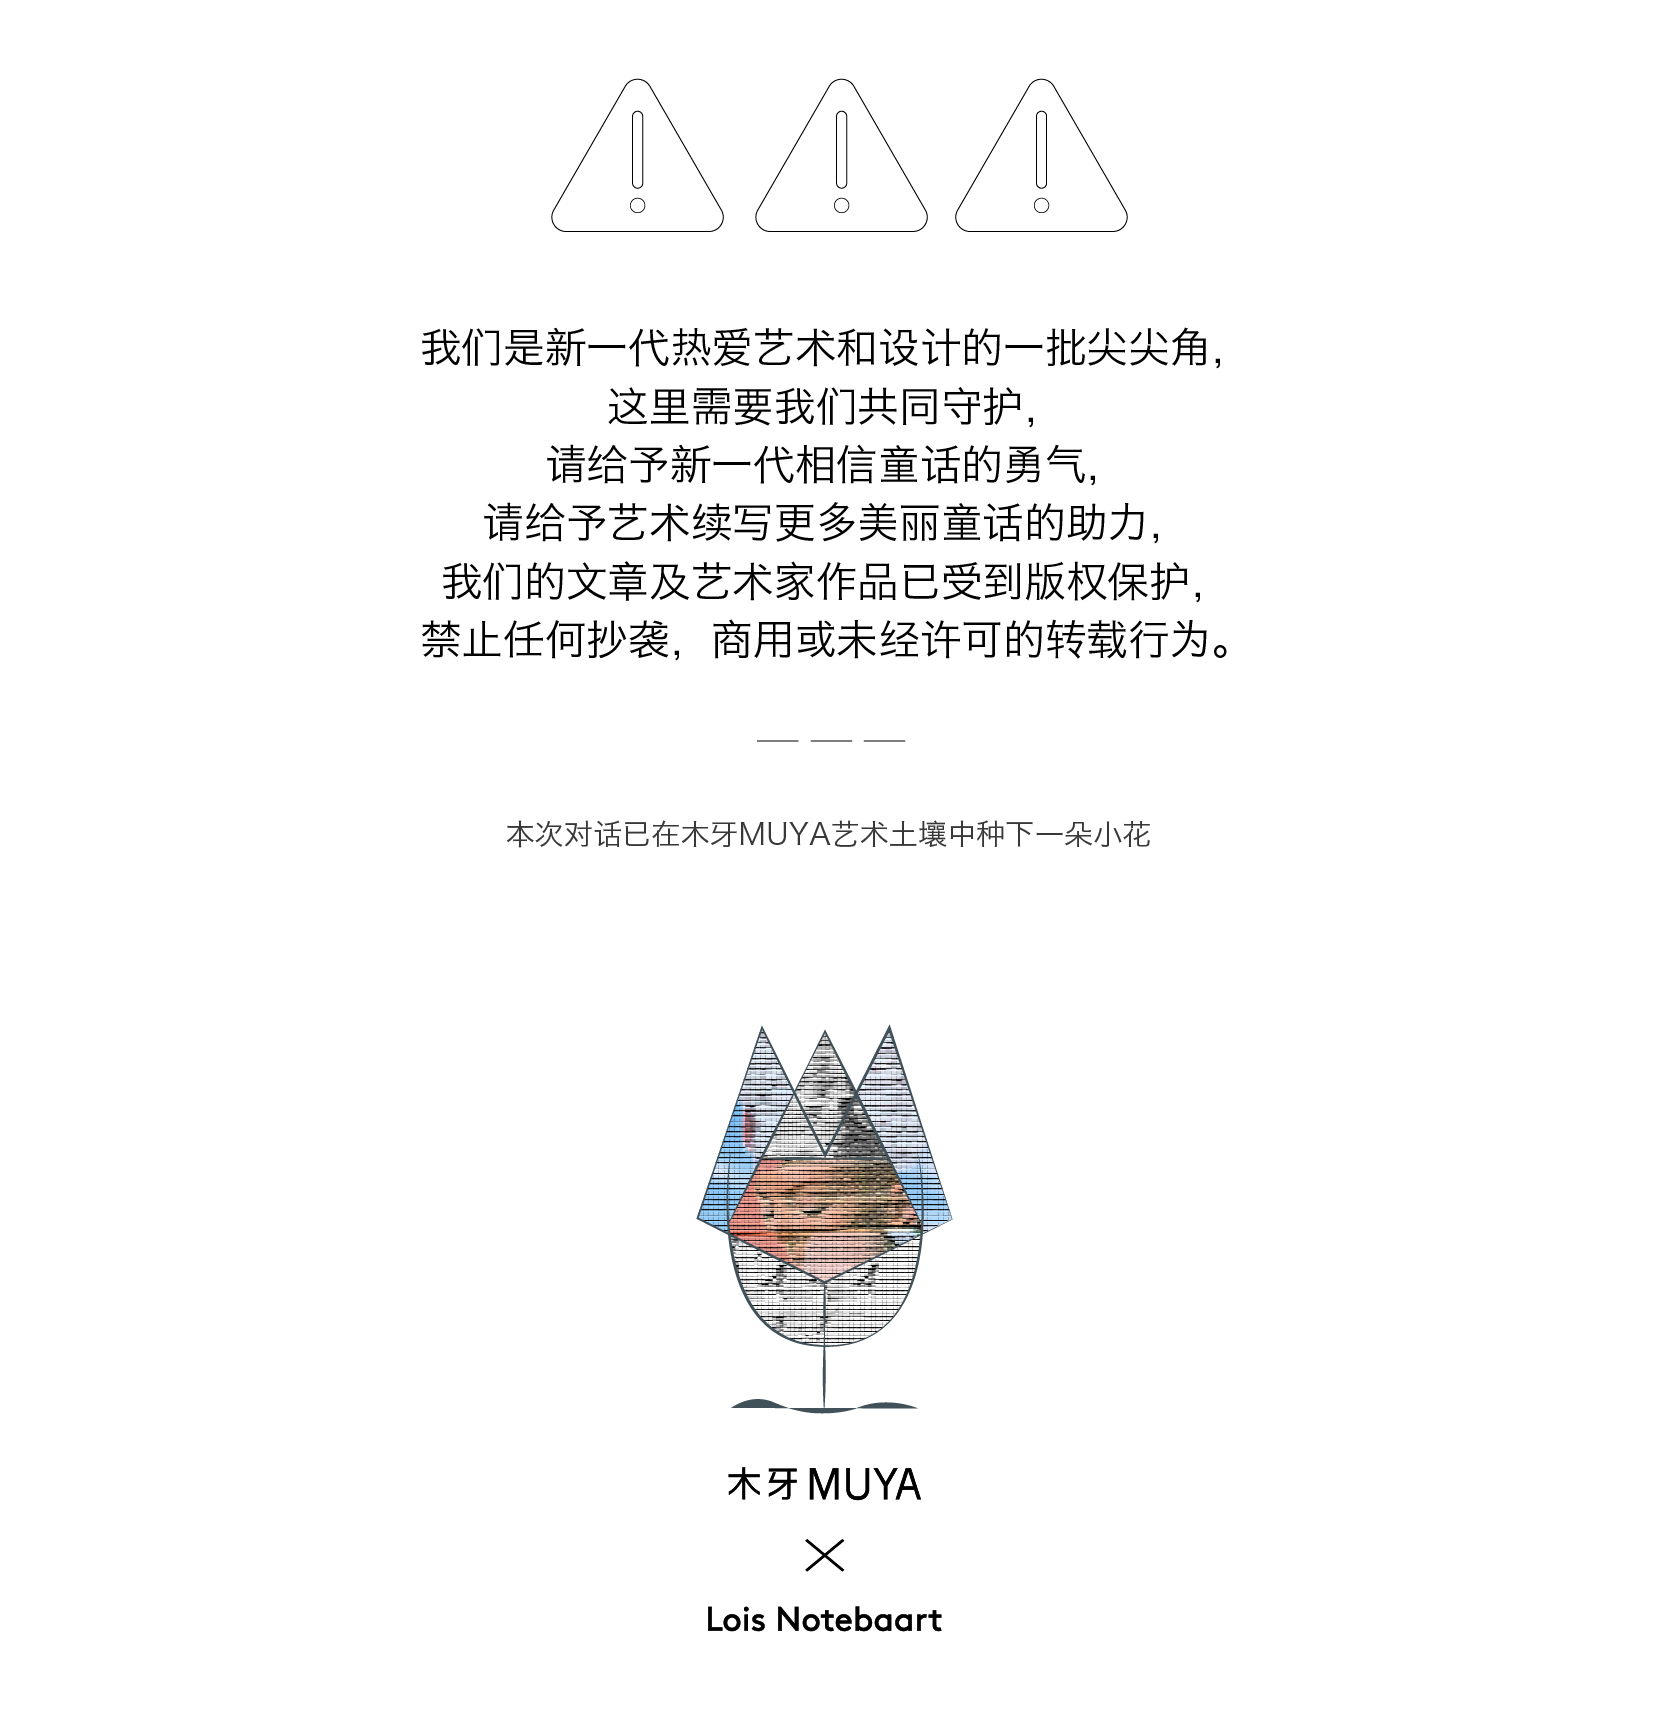 我们是新一代热爱艺术和设计的一批尖尖角，
这里需要我们共同守护，
请给予新一代相信童话的勇气，
请给予艺术续写更多美丽童话的助力，
我们的文章及艺术家作品已受到版权保护，
禁止任何抄袭，商用或未经许可的转载行为。
本次对话已在木牙MUYA艺术土壤中种下一朵小花
木牙MUYA
Lois Notebaart